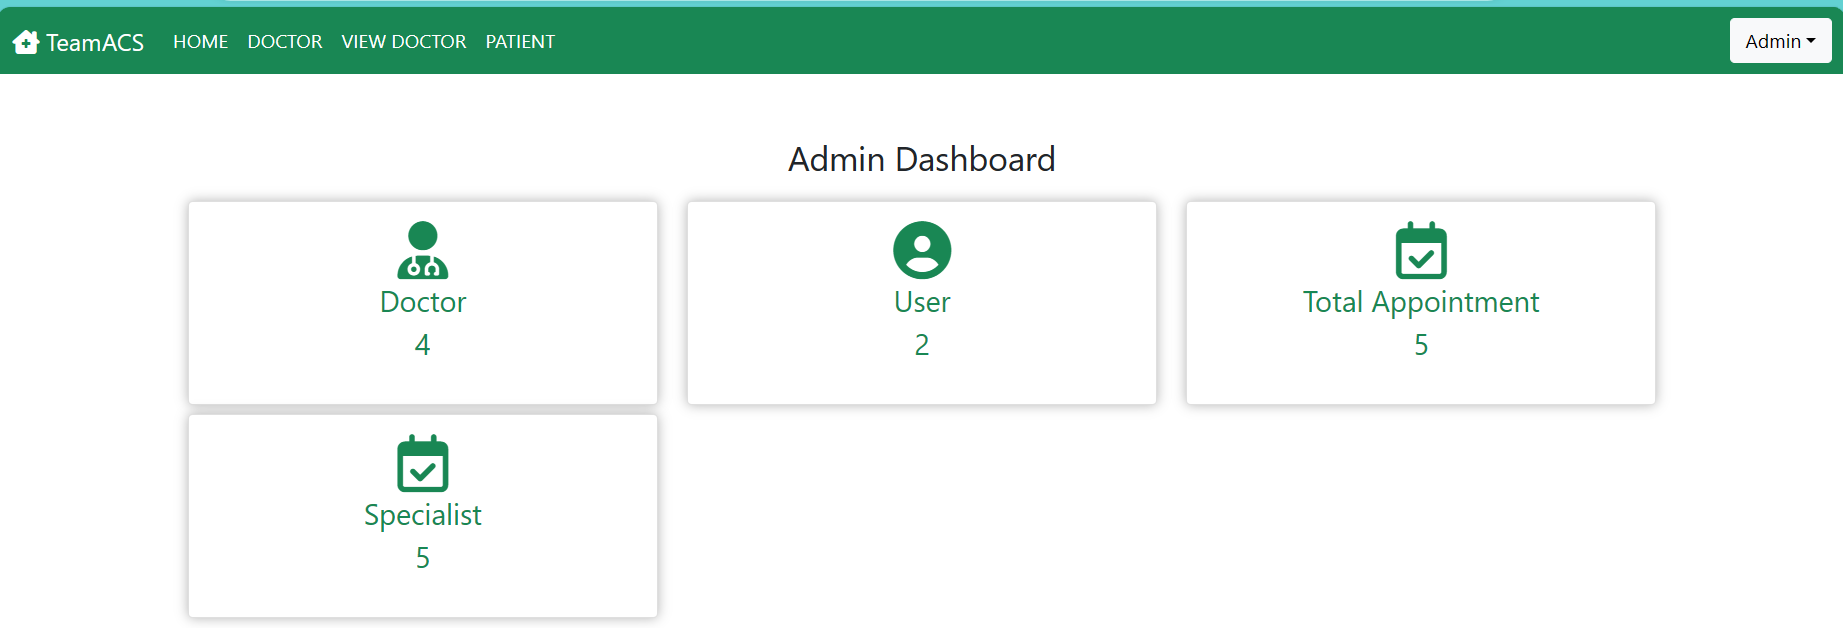 TeamACS HOME DOCTOR VIEW DOCTOR PATIENT Admin
Admin Dashboard
Doctor
4
User
2
Total Appointment
5
Specialist
5